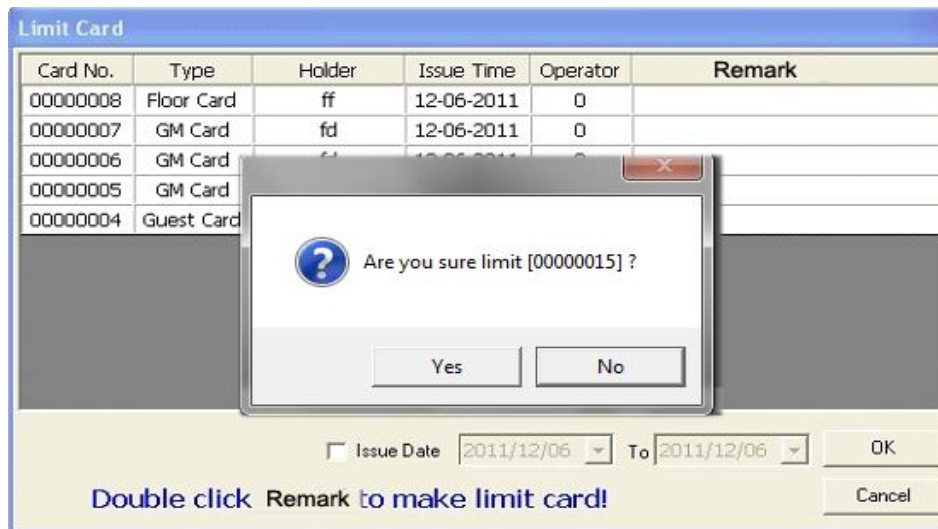 Limit Card
Card No. Type Holder Issue Time Operator Remark
00000008 Floor Card ff 12-06-2011 0
00000007 GM Card fd 12-06-2011 0
00000006 GM Card
00000005 GM Card
00000004 Guest Card
Are you sure limit [00000015] ?
Yes No
Issue Date 2011/12/06 To 2011/12/06 OK
Double click Remark to make limit card! Cancel